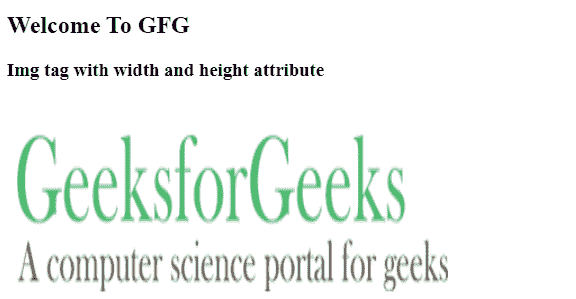 Welcome To GFG
Img tag with width and height attribute
GeeksforGeeks
A computer science portal for geeks